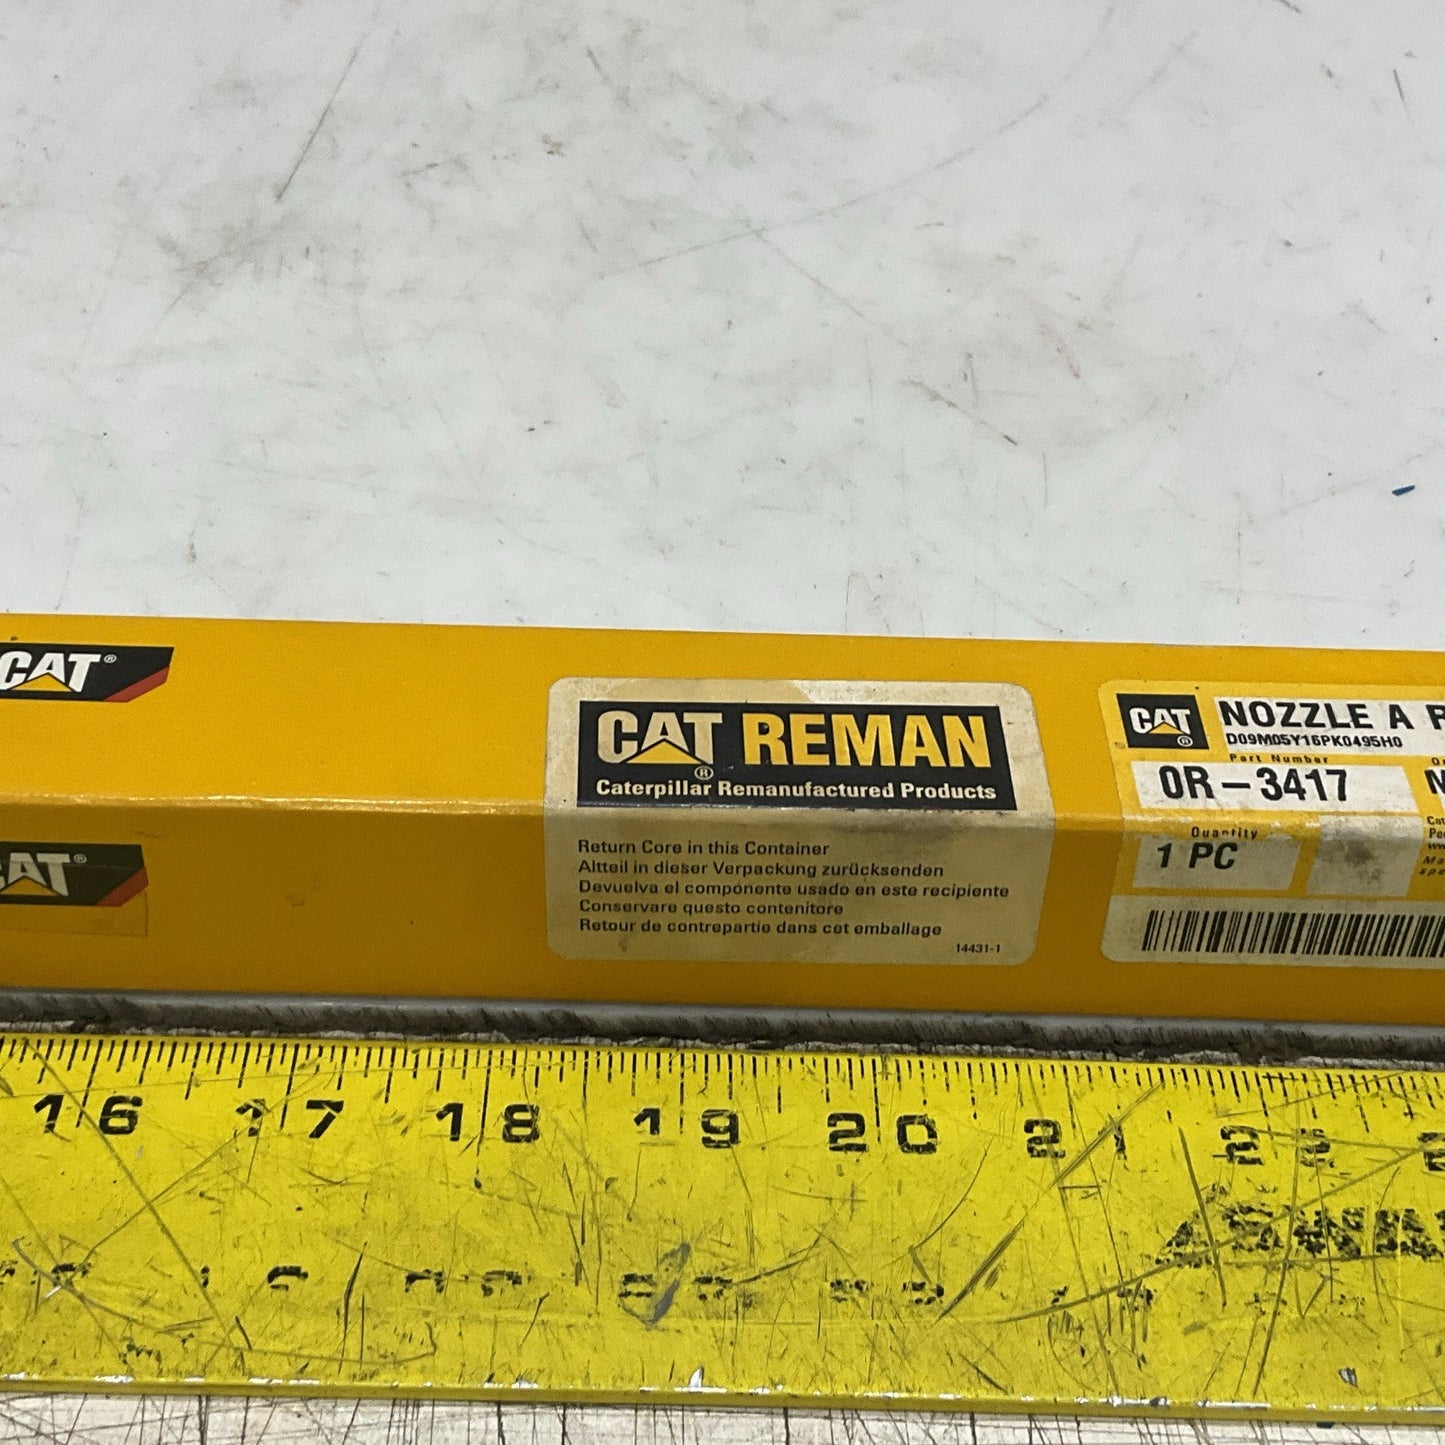 CAT®
CAT®
CAT REMAN
®
Caterpillar Remanufactured Products
Return Core in this Container
Altteil in dieser Verpackung zurücksenden
Devuelva el componente usado en este recipiente
Conservare questo contenitore
Retour de contrepartie dans cet emballage
14431-1
CAT®
NOZZLE A
D09M05Y16PK0495H0
Part Number
0R-3417
Quantity
1 PC
16 17 18 19 20 21 22